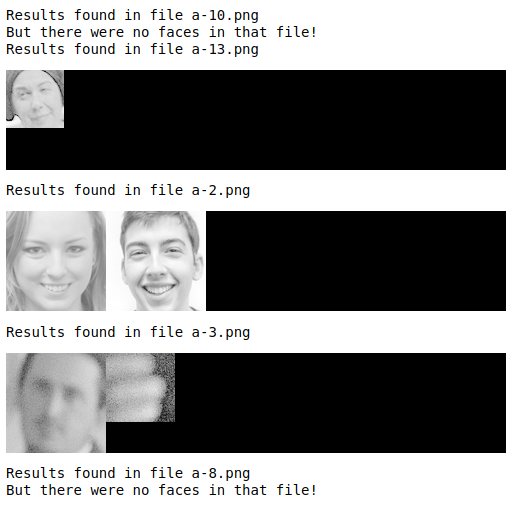 Results found in file a-10.png
But there were no faces in that file!
Results found in file a-13.png
Results found in file a-2.png
Results found in file a-3.png
Results found in file a-8.png
But there were no faces in that file!